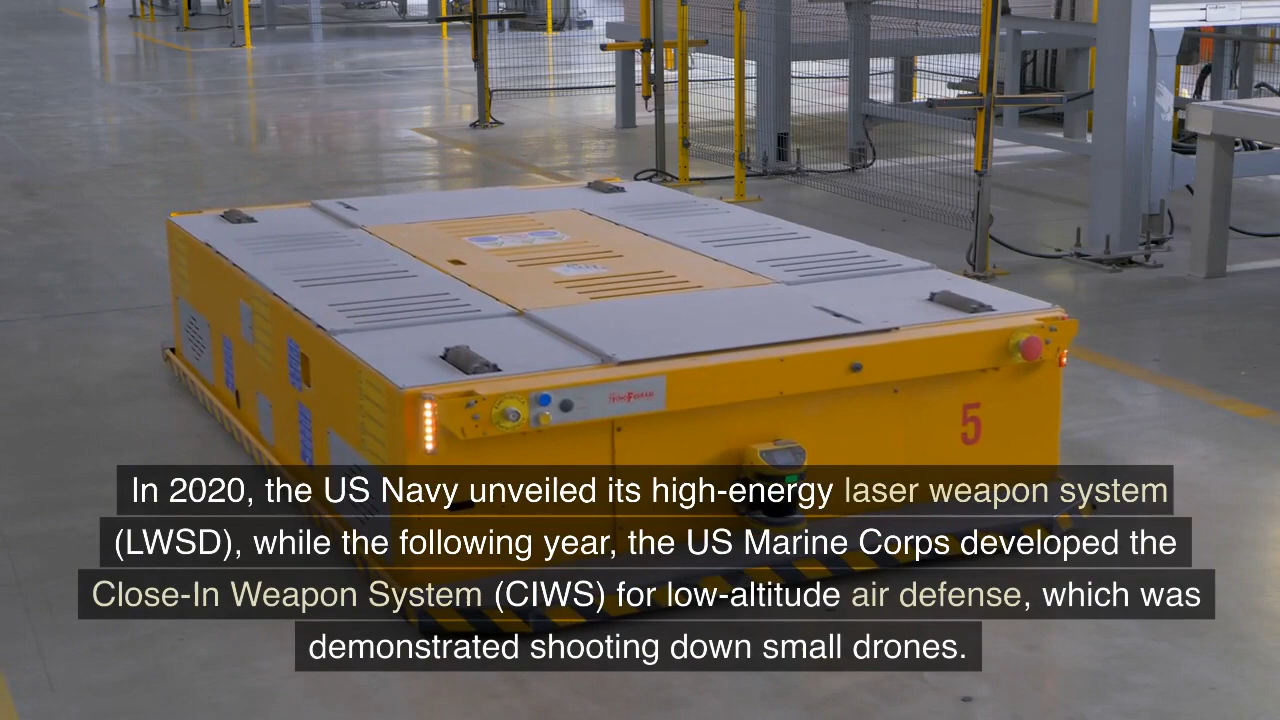 5
In 2020, the US Navy unveiled its high-energy laser weapon system
(LWSD), while the following year, the US Marine Corps developed the
Close-In Weapon System (CIWS) for low-altitude air defense, which was
demonstrated shooting down small drones.